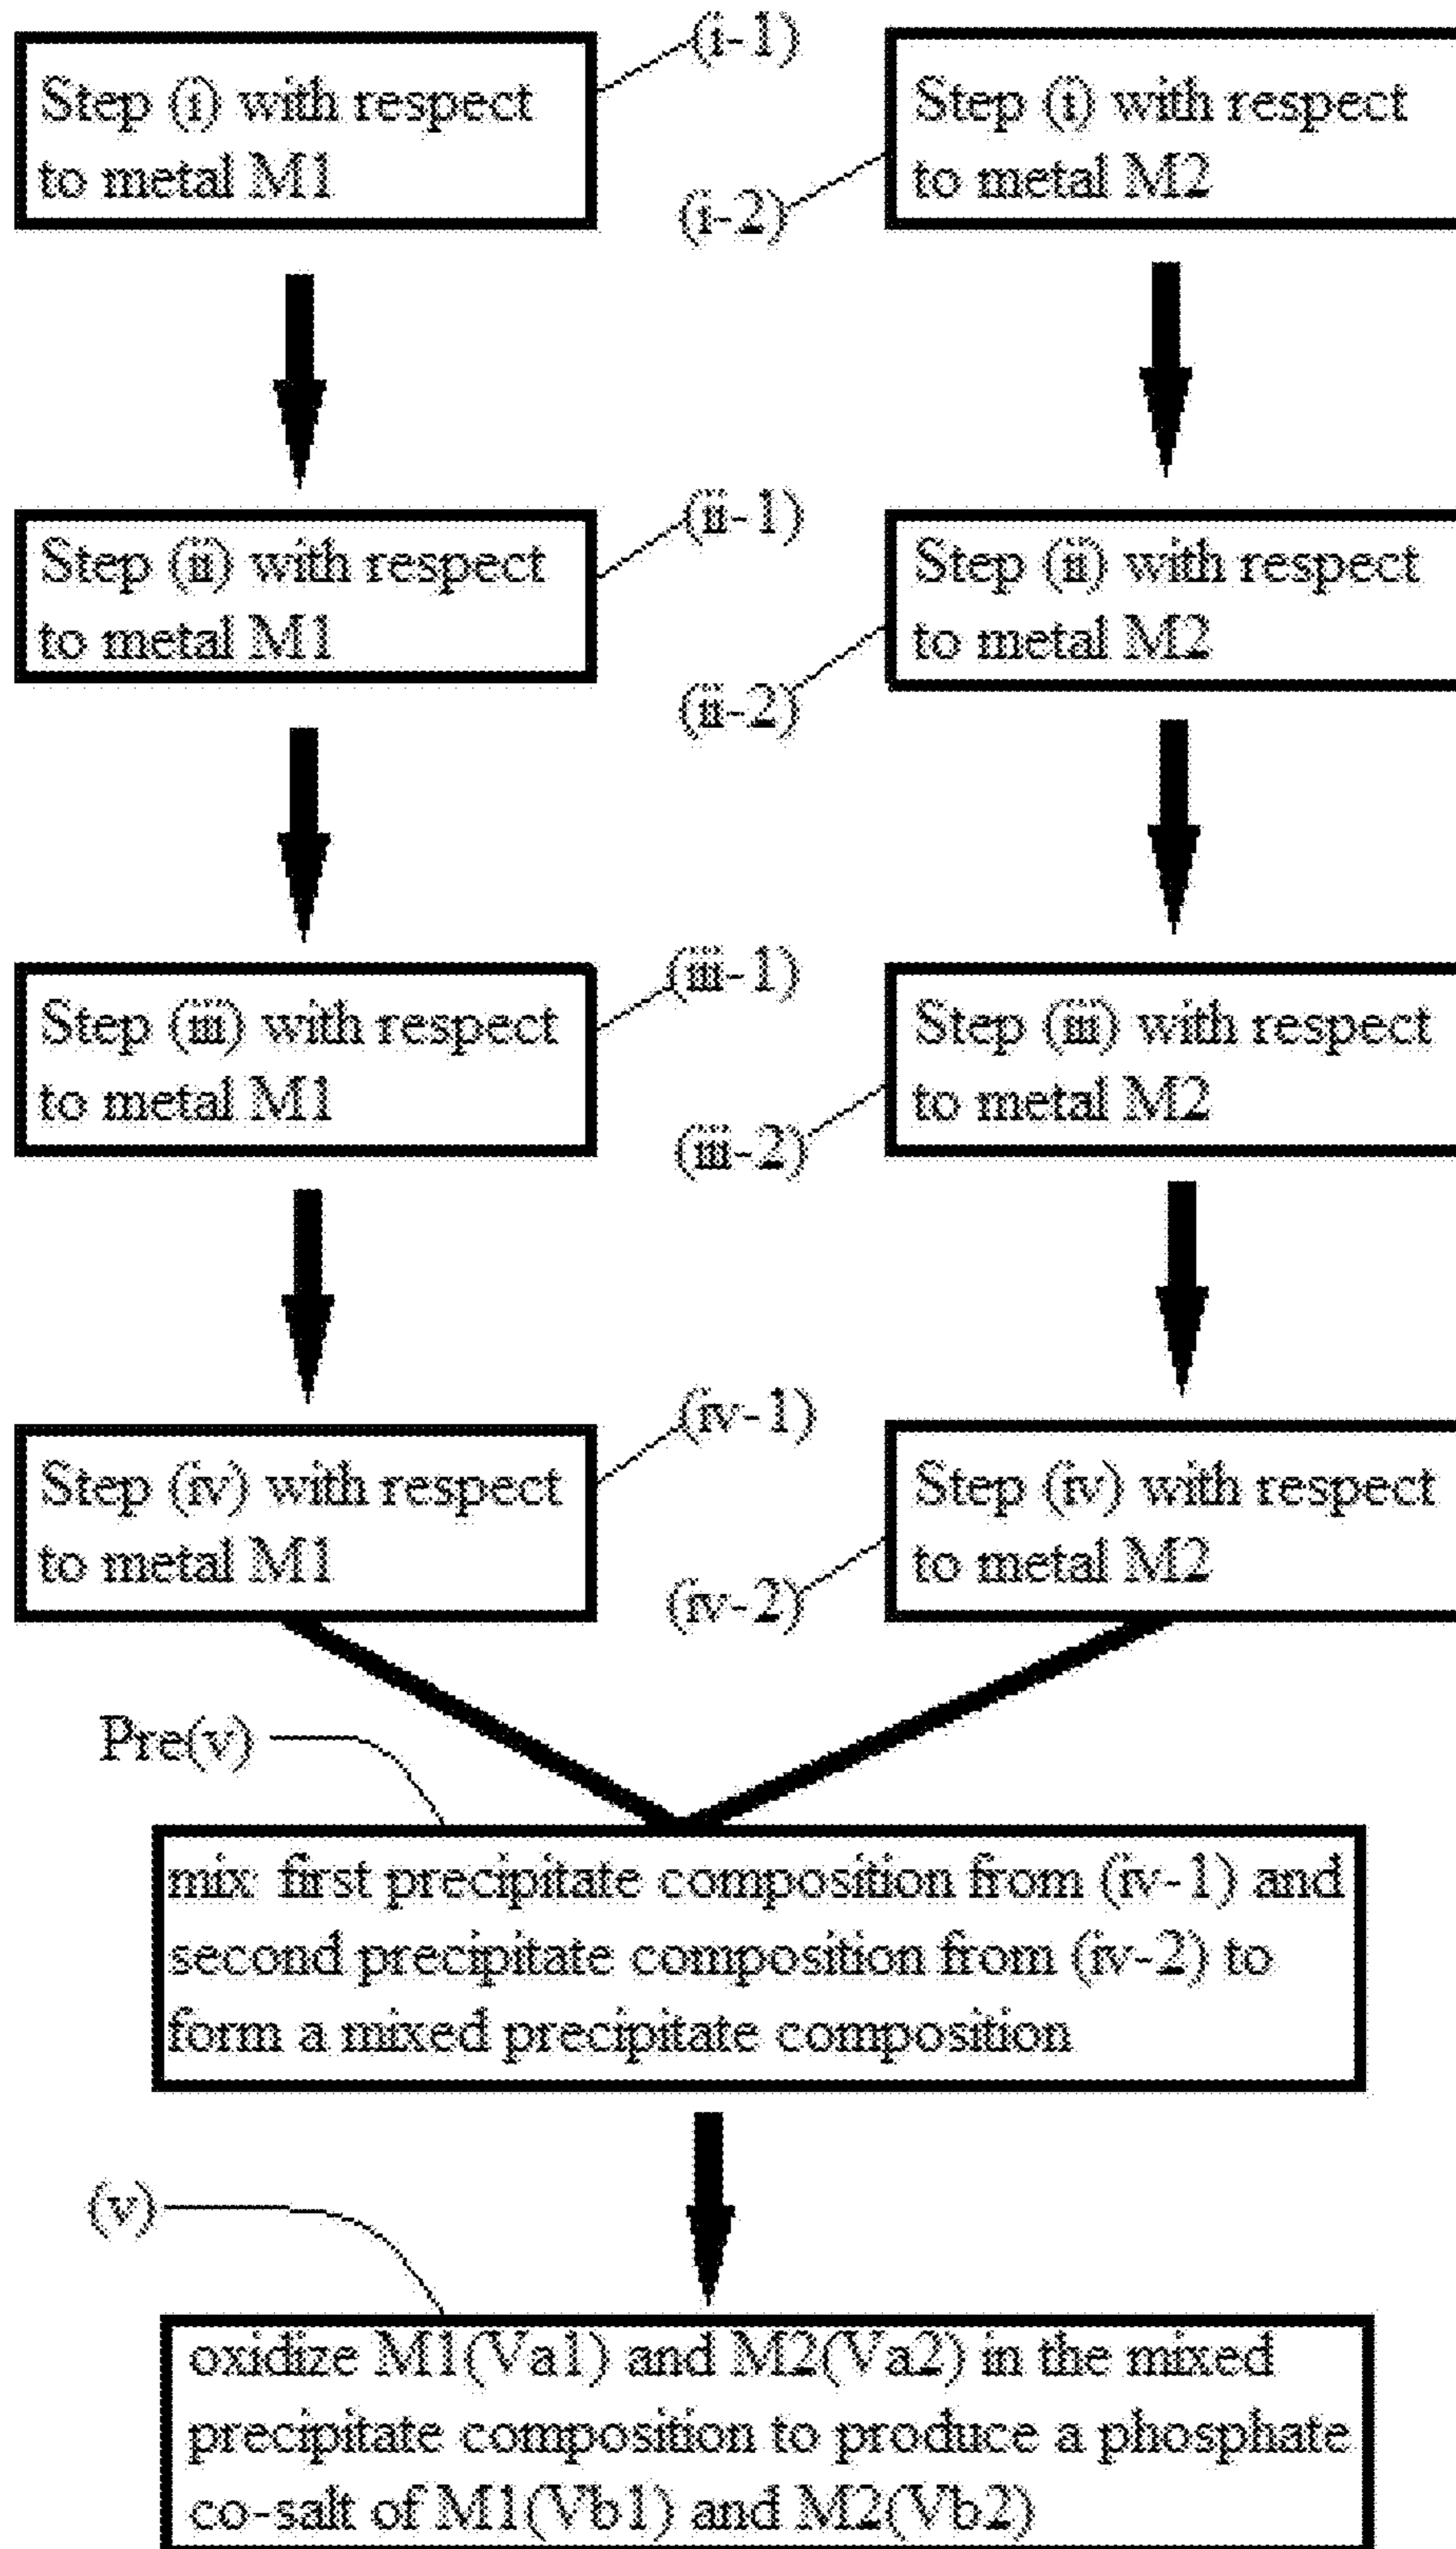 (i-1)
Step (i) with respect
to metal M1
Step (i) with respect
to metal M2
(i-2)
(ii-1)
Step (ii) with respect
to metal M1
Step (ii) with respect
to metal M2
(ii-2)
(iii-1)
Step (iii) with respect
to metal M1
Step (iii) with respect
to metal M2
(iii-2)
(iv-1)
Step (iv) with respect
to metal M1
Step (iv) with respect
to metal M2
(iv-2)
Pre(v)
mix first precipitate composition from (iv-1) and
second precipitate composition from (iv-2) to
form a mixed precipitate composition
(v)
oxidize M1(Va1) and M2(Va2) in the mixed
precipitate composition to produce a phosphate
co-salt of M1(Vb1) and M2(Vb2)